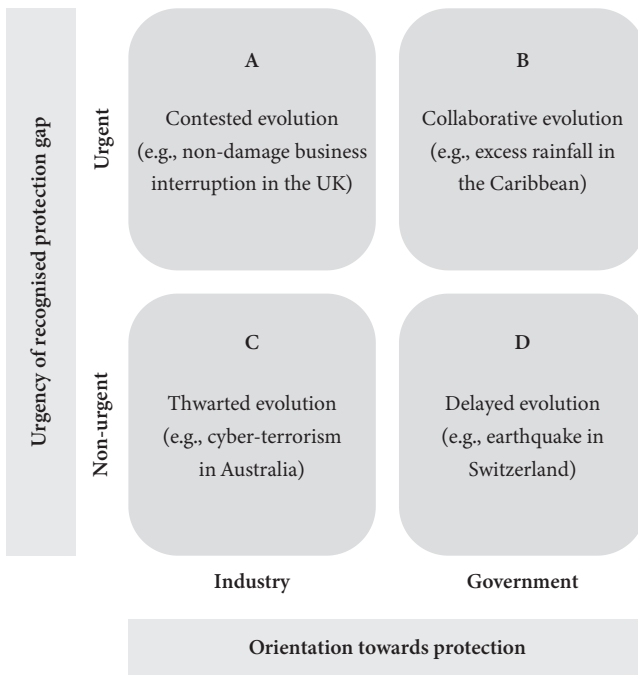 Urgency of recognised protection gap
Urgent
A
Contested evolution
(e.g., non-damage business
interruption in the UK)
B
Collaborative evolution
(e.g., excess rainfall in
the Caribbean)
Non-urgent
C
Thwarted evolution
(e.g., cyber-terrorism
in Australia)
D
Delayed evolution
(e.g., earthquake in
Switzerland)
Industry
Government
Orientation towards protection